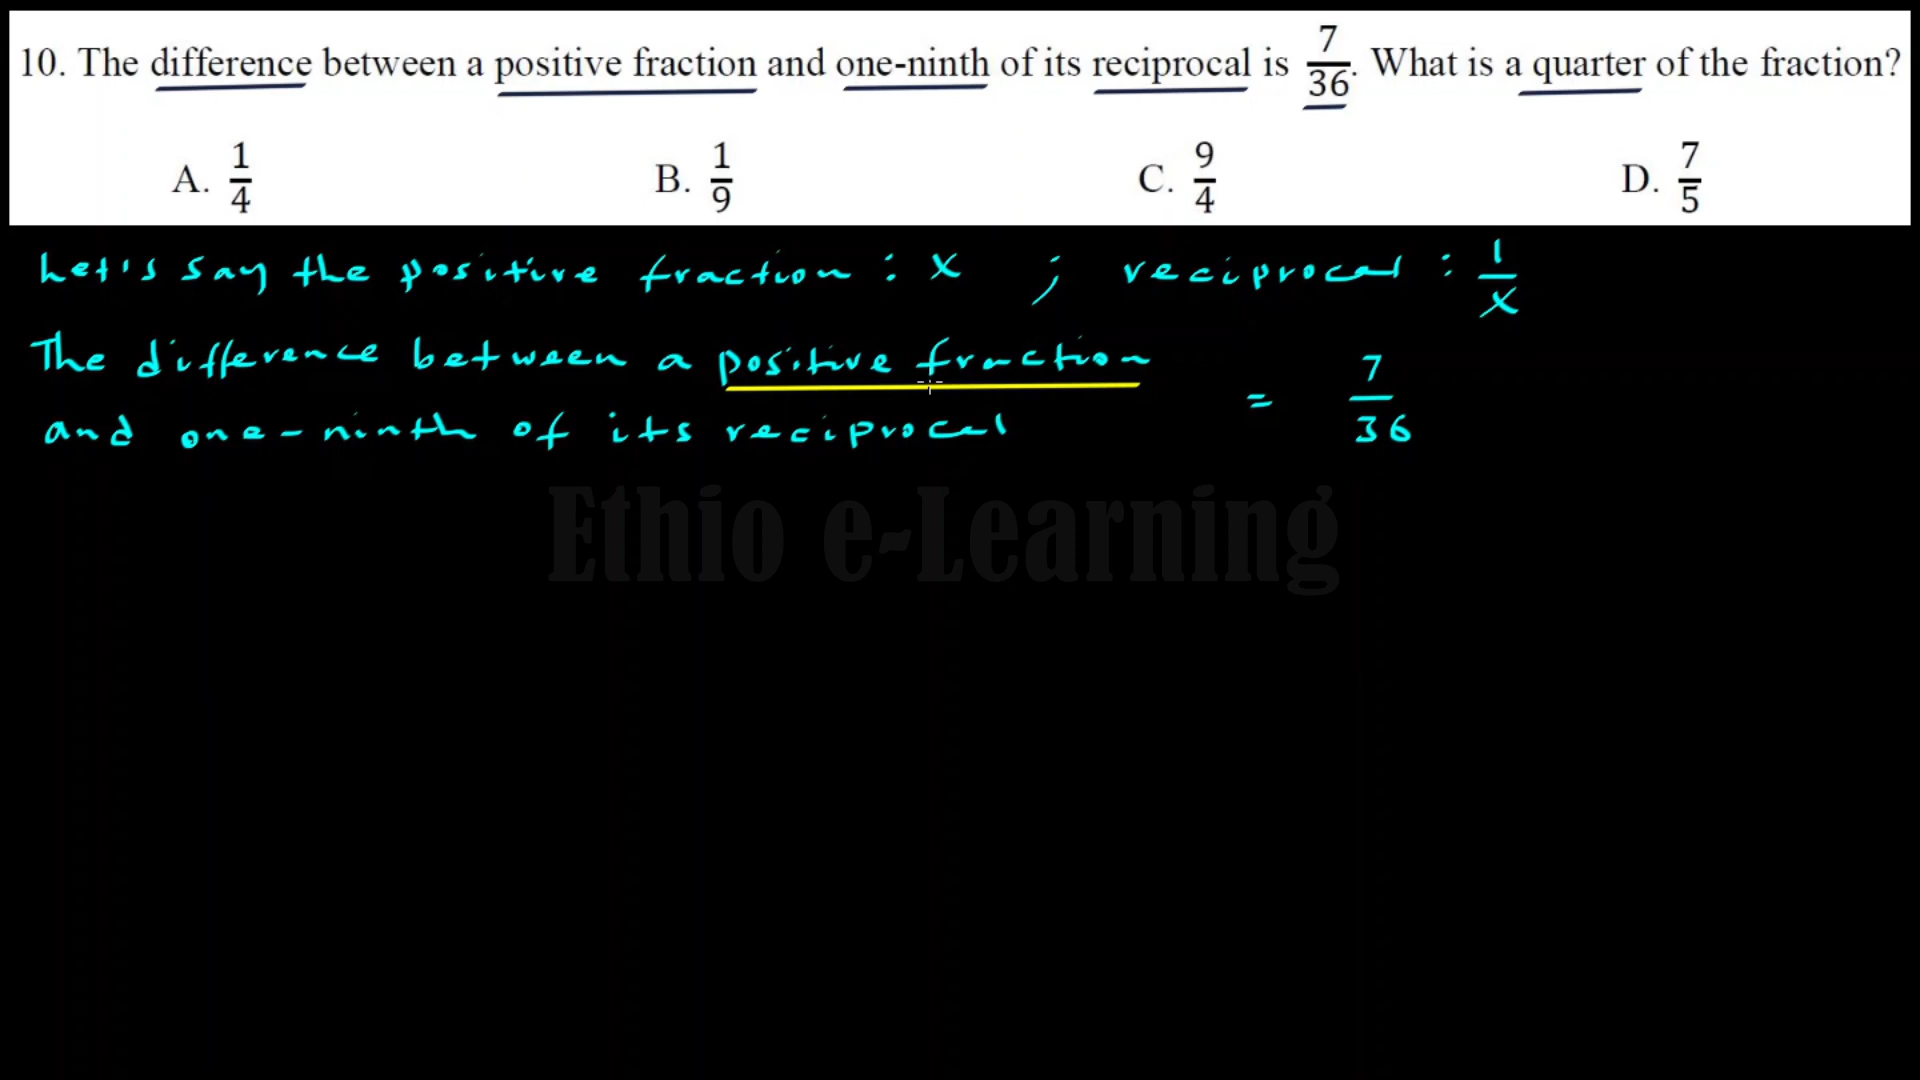 10. The difference between a positive fraction and one-ninth of its reciprocal is 7/36. What is a quarter of the fraction?
A. 1/4 B. 1/9 C. 9/4 D. 7/5
Let's say the positive fraction : x ; reciprocal : 1/x
The difference between a positive fraction
and one-ninth of its reciprocal = 7/36
Ethio e-Learning